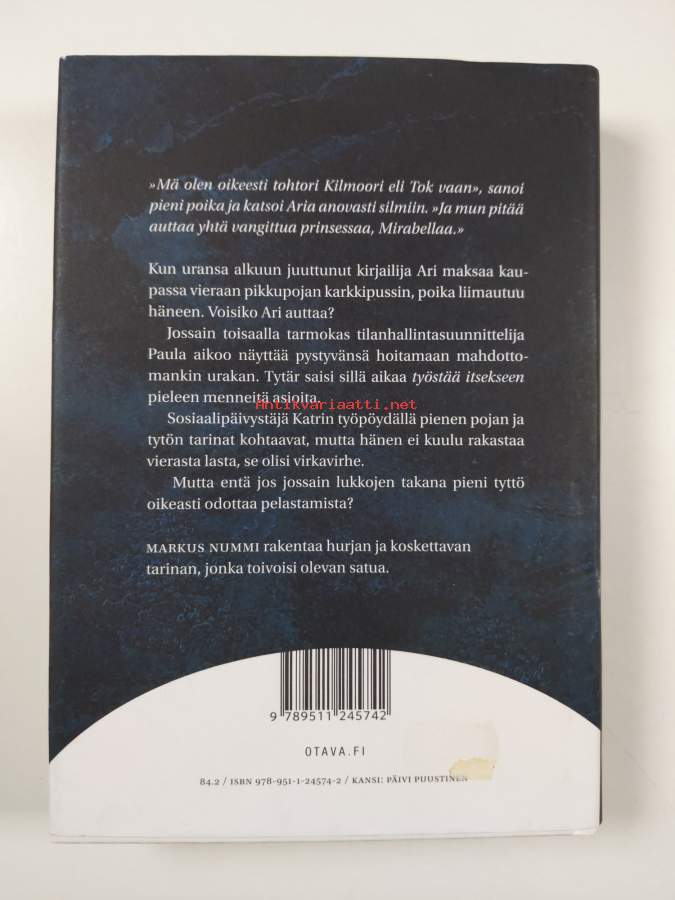 »Mä olen oikeesti tohtori Kilmoori eli Tok vaan», sanoi
pieni poika ja katsoi Aria anovasti silmiin. »Ja mun pitää
auttaa yhtä vangittua prinsessaa, Mirabellaa.»
Kun uransa alkuun juuttunut kirjailija Ari maksaa kau-
passa vieraan pikkupojan karkkipussin, poika liimautuu
häneen. Voisiko Ari auttaa?
Jossain toisaalla tarmokas tilanhallintasuunnittelija
Paula aikoo näyttää pystyvänsä hoitamaan mahdotto-
mankin urakan. Tytär saisi sillä aikaa työstää itsekseen
pieleen menneitä asioita.
Antikvariaatti.net
Sosiaalipäivystäjä Katrin työpöydällä pienen pojan ja
tytön tarinat kohtaavat, mutta hänen ei kuulu rakastaa
vierasta lasta, se olisi virkavirhe.
Mutta entä jos jossain lukkojen takana pieni tyttö
oikeasti odottaa pelastamista?
MARKUS NUMMI rakentaa hurjan ja koskettavan
tarinan, jonka toivoisi olevan satua.
9 789511 245742
OTAVA.FI
84.2 / ISBN 978-951-1-24574-2 / KANSI: PÄIVI PUUSTINEN